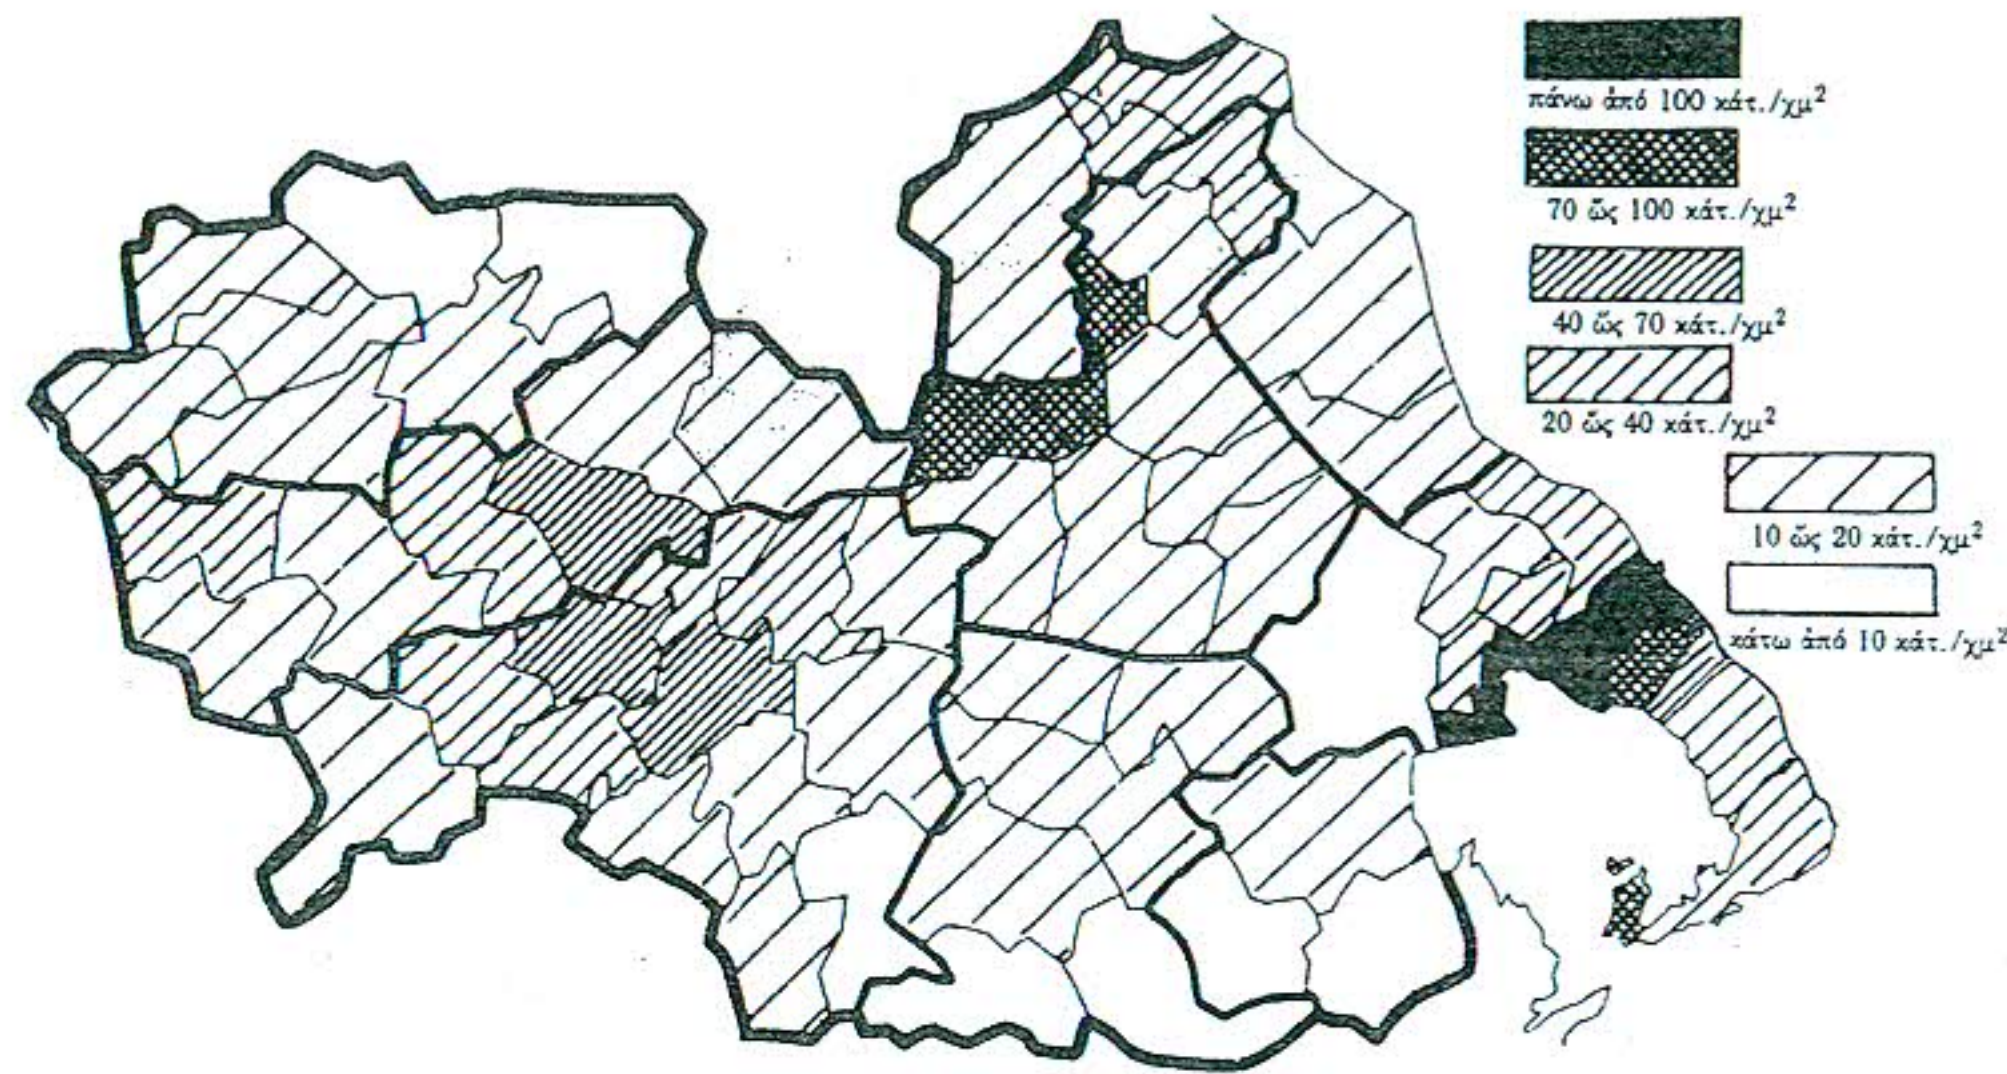 πάνω ἀπό 100 κάτ./χμ²
70 ὥς 100 κάτ./χμ²
40 ὥς 70 κάτ./χμ²
20 ὥς 40 κάτ./χμ²
10 ὥς 20 κάτ./χμ²
κάτω ἀπό 10 κάτ./χμ²